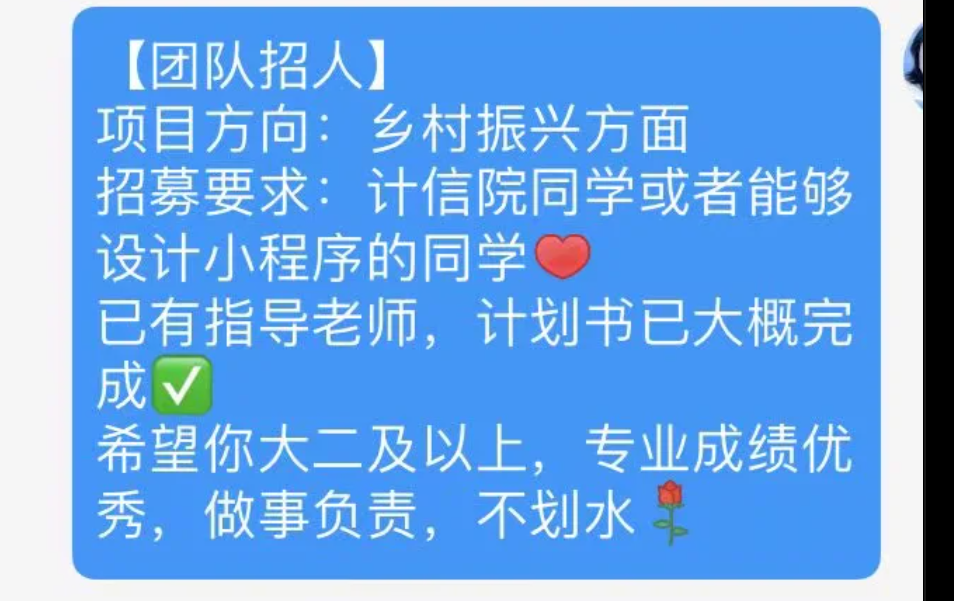 【团队招人】
项目方向：乡村振兴方面
招募要求：计信院同学或者能够
设计小程序的同学❤️
已有指导老师，计划书已大概完
成✅
希望你大二及以上，专业成绩优
秀，做事负责，不划水🌹